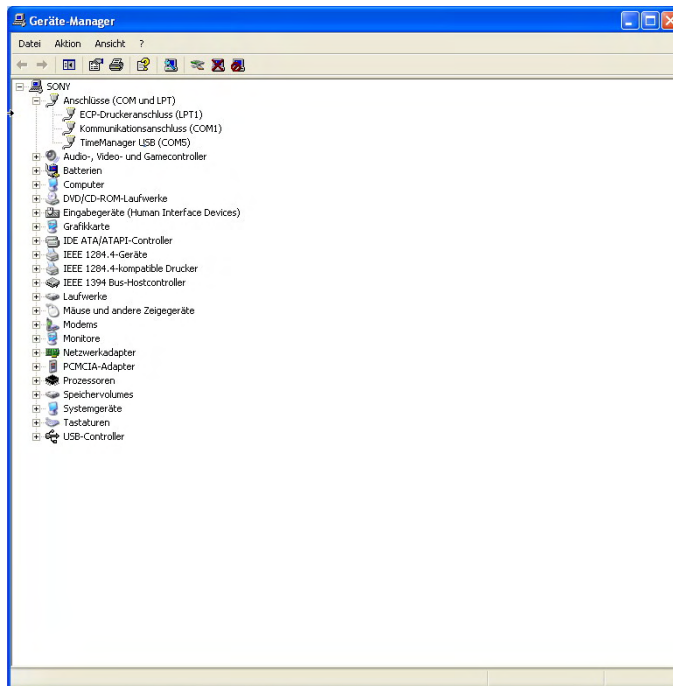 Geräte-Manager
Datei Aktion Ansicht ?
SONY
Anschlüsse (COM und LPT)
ECP-Druckeranschluss (LPT1)
Kommunikationsanschluss (COM1)
TimeManager USB (COM5)
Audio-, Video- und Gamecontroller
Batterien
Computer
DVD/CD-ROM-Laufwerke
Eingabegeräte (Human Interface Devices)
Grafikkarte
IDE ATA/ATAPI-Controller
IEEE 1284.4-Geräte
IEEE 1284.4-kompatible Drucker
IEEE 1394 Bus-Hostcontroller
Laufwerke
Mäuse und andere Zeigegeräte
Modems
Monitore
Netzwerkadapter
PCMCIA-Adapter
Prozessoren
Speichervolumes
Systemgeräte
Tastaturen
USB-Controller